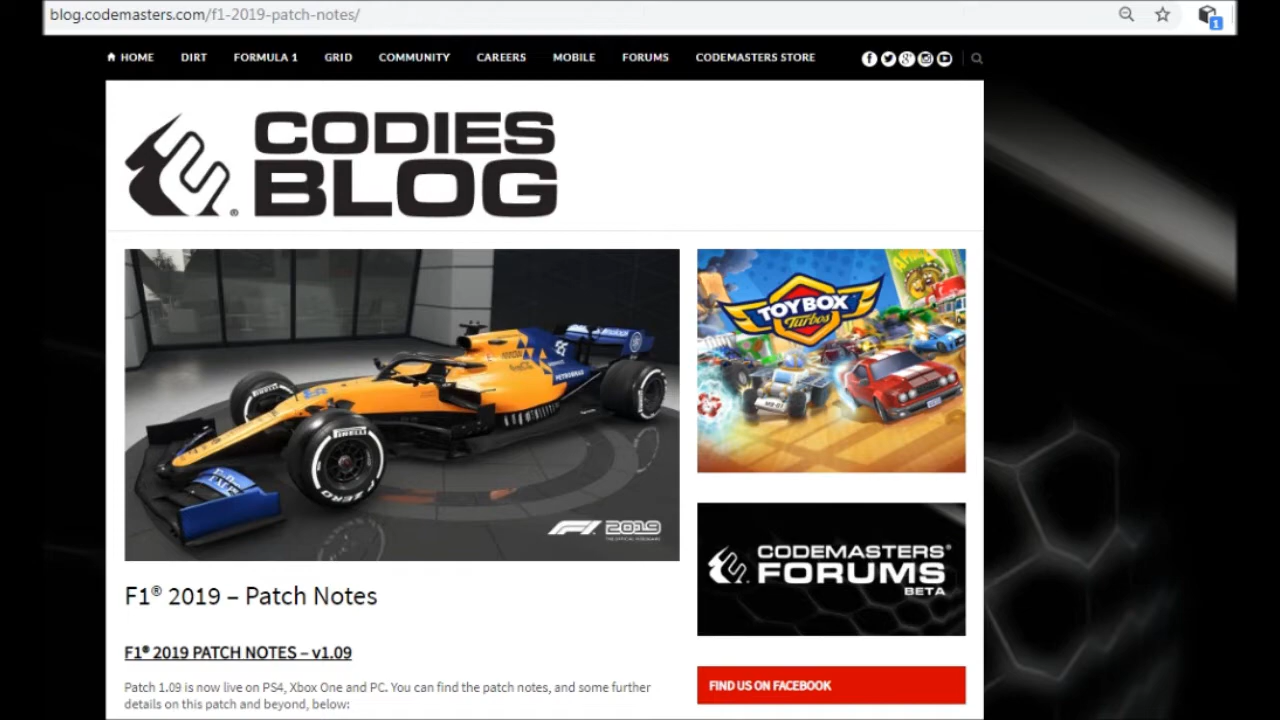 blog.codemasters.com/f1-2019-patch-notes/
1
HOME DIRT FORMULA 1 GRID COMMUNITY CAREERS MOBILE FORUMS CODEMASTERS STORE
CODIES
BLOG
PIRELLI
P ZERO
PETROBRAS
F1 2019
TOYBOX
Turbos
CODEMASTERS®
FORUMS
BETA
F1® 2019 – Patch Notes
F1® 2019 PATCH NOTES – v1.09
Patch 1.09 is now live on PS4, Xbox One and PC. You can find the patch notes, and some further
details on this patch and beyond, below:
FIND US ON FACEBOOK